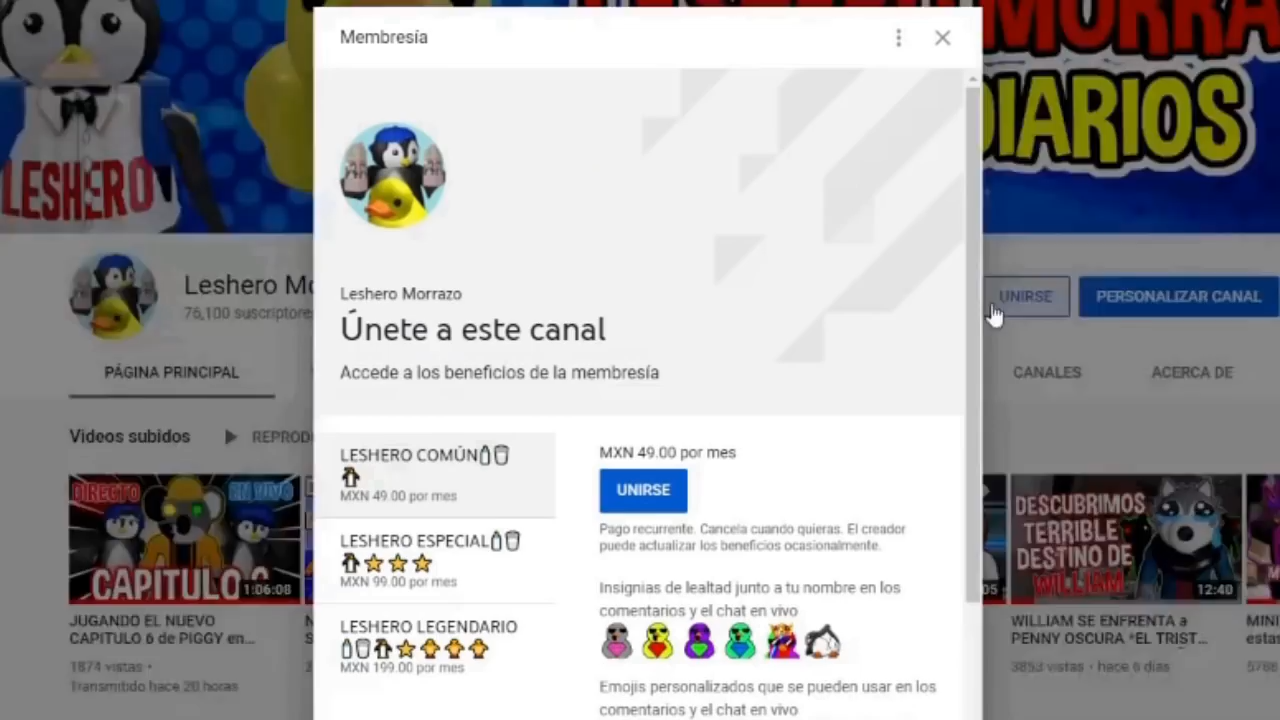 Membresía
MORRA
DIARIOS
LESHERO
Leshero Morrazo
Únete a este canal
Accede a los beneficios de la membresía
Leshero Mo
76,100 suscriptores
UNIRSE
PERSONALIZAR CANAL
PÁGINA PRINCIPAL
CANALES
ACERCA DE
Videos subidos
REPRODU
LESHERO COMÚN
MXN 49.00 por mes
LESHERO ESPECIAL
MXN 99.00 por mes
LESHERO LEGENDARIO
MXN 199.00 por mes
MXN 49.00 por mes
UNIRSE
Pago recurrente. Cancela cuando quieras. El creador
puede actualizar los beneficios ocasionalmente.
Insignias de lealtad junto a tu nombre en los
comentarios y el chat en vivo
Emojis personalizados que se pueden usar en los
comentarios y el chat en vivo
DIRECTO
EN VIVO
CAPITULO 6
1:06:08
JUGANDO EL NUEVO
CAPITULO 6 de PIGGY en...
1874 vistas •
Transmitido hace 20 horas
05
DESCUBRIMOS
TERRIBLE
DESTINO DE
WILLIAM
12:40
WILLIAM SE ENFRENTA a
PENNY OSCURA *EL TRIST...
3853 vistas • hace 6 días
MINI
estas